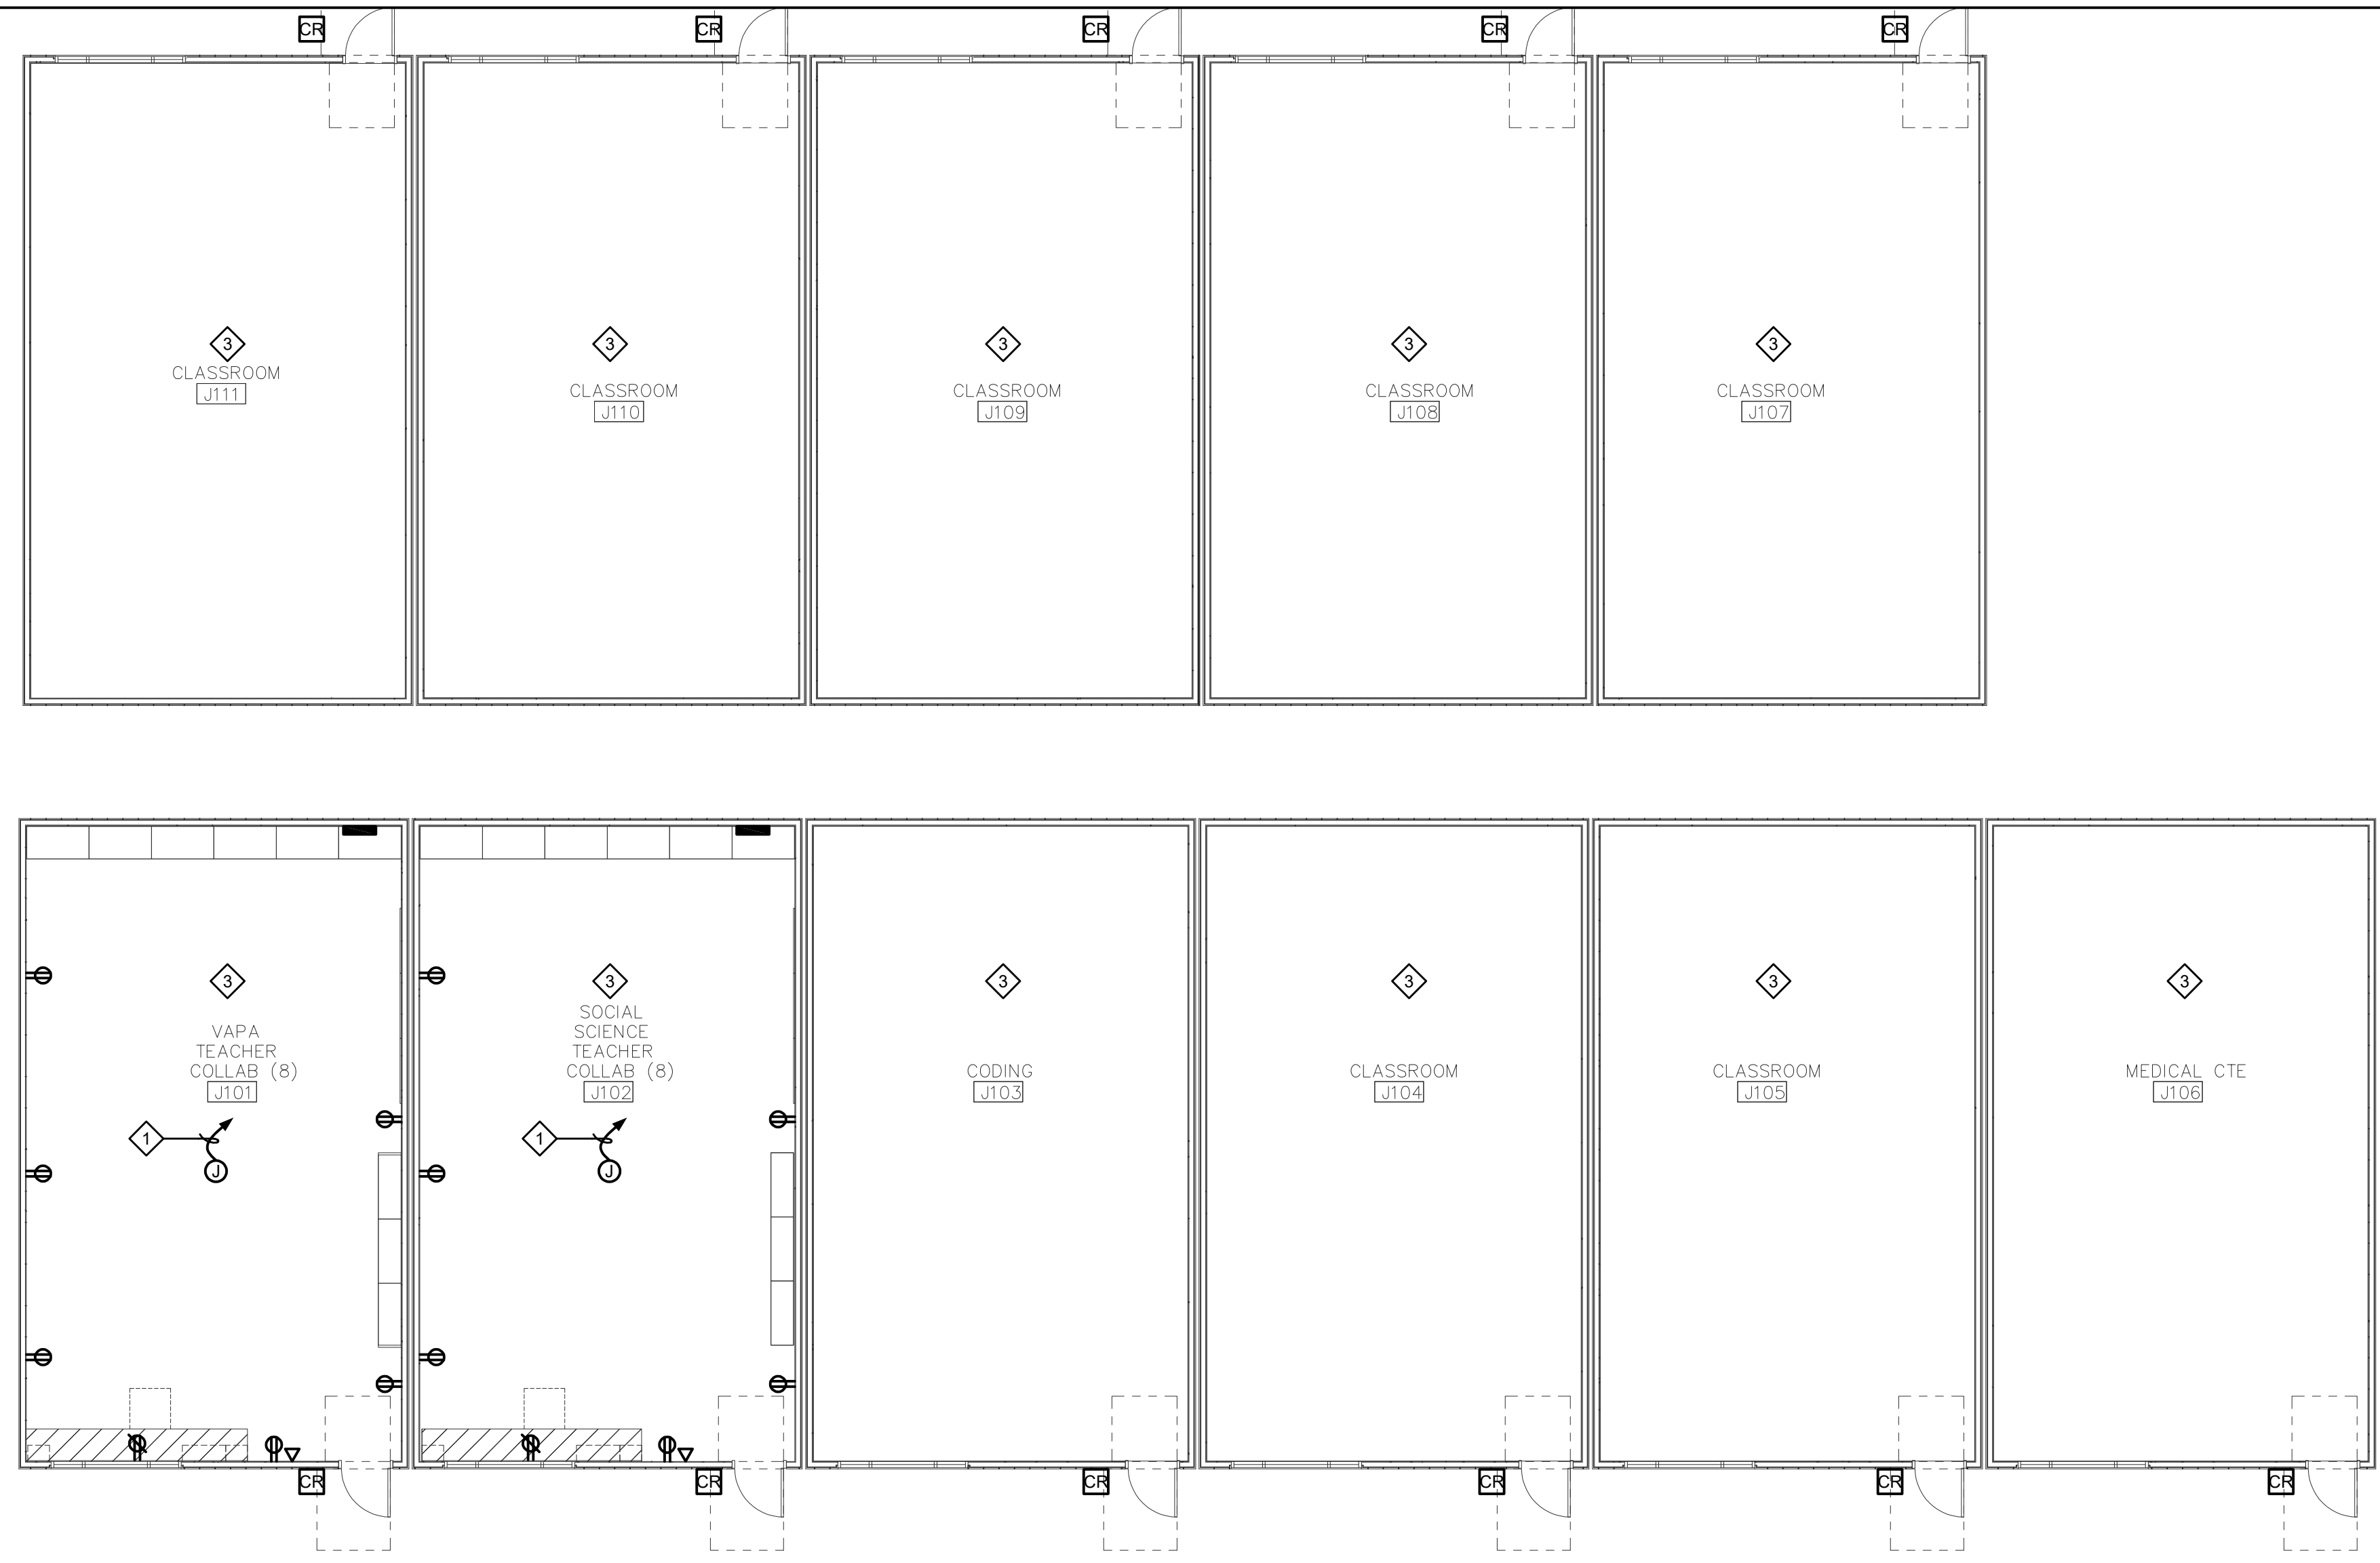 CR
CR
CR
CR
CR
3
CLASSROOM
J111
3
CLASSROOM
J110
3
CLASSROOM
J109
3
CLASSROOM
J108
3
CLASSROOM
J107
3
VAPA
TEACHER
COLLAB (8)
J101
1
J
3
SOCIAL
SCIENCE
TEACHER
COLLAB (8)
J102
1
J
3
CODING
J103
3
CLASSROOM
J104
3
CLASSROOM
J105
3
MEDICAL CTE
J106
CR
CR
CR
CR
CR
CR